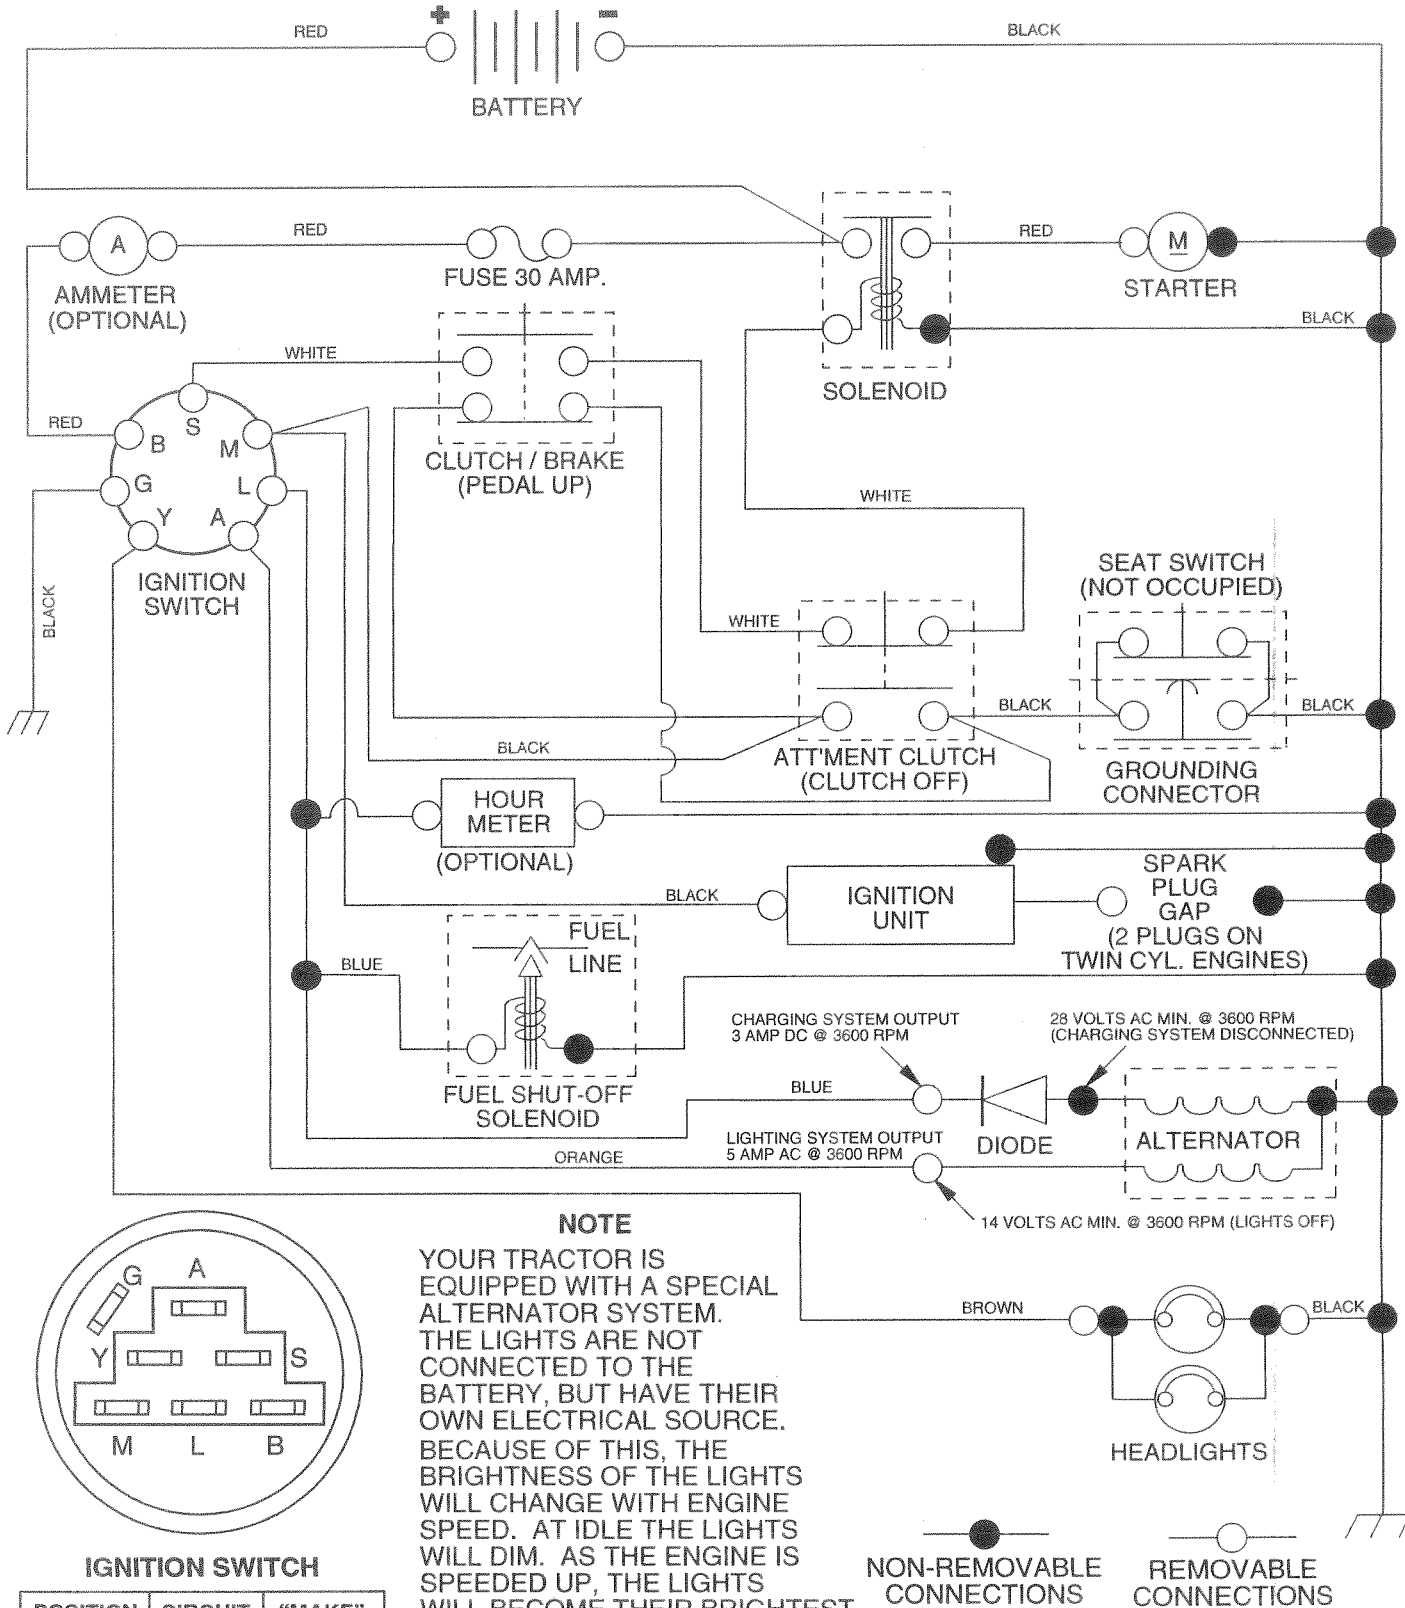 + -
RED
BLACK
BATTERY
A
RED
RED
M
FUSE 30 AMP.
STARTER
AMMETER
(OPTIONAL)
BLACK
WHITE
SOLENOID
RED
S
B
M
G
L
Y
A
CLUTCH / BRAKE
(PEDAL UP)
WHITE
IGNITION
SWITCH
BLACK
SEAT SWITCH
(NOT OCCUPIED)
WHITE
BLACK
BLACK
BLACK
ATT'MENT CLUTCH
(CLUTCH OFF)
GROUNDING
CONNECTOR
HOUR
METER
(OPTIONAL)
BLACK
IGNITION
UNIT
SPARK
PLUG
GAP
(2 PLUGS ON
TWIN CYL. ENGINES)
FUEL
LINE
BLUE
CHARGING SYSTEM OUTPUT
3 AMP DC @ 3600 RPM
28 VOLTS AC MIN. @ 3600 RPM
(CHARGING SYSTEM DISCONNECTED)
FUEL SHUT-OFF
SOLENOID
BLUE
DIODE
ALTERNATOR
LIGHTING SYSTEM OUTPUT
5 AMP AC @ 3600 RPM
ORANGE
14 VOLTS AC MIN. @ 3600 RPM (LIGHTS OFF)
G
A
Y
S
M
L
B
IGNITION SWITCH
POSITION CIRCUIT "MAKE"
NOTE
YOUR TRACTOR IS
EQUIPPED WITH A SPECIAL
ALTERNATOR SYSTEM.
THE LIGHTS ARE NOT
CONNECTED TO THE
BATTERY, BUT HAVE THEIR
OWN ELECTRICAL SOURCE.
BECAUSE OF THIS, THE
BRIGHTNESS OF THE LIGHTS
WILL CHANGE WITH ENGINE
SPEED. AT IDLE THE LIGHTS
WILL DIM. AS THE ENGINE IS
SPEEDED UP, THE LIGHTS
WILL BECOME THEIR BRIGHTEST
BROWN
BLACK
HEADLIGHTS
NON-REMOVABLE
CONNECTIONS
REMOVABLE
CONNECTIONS